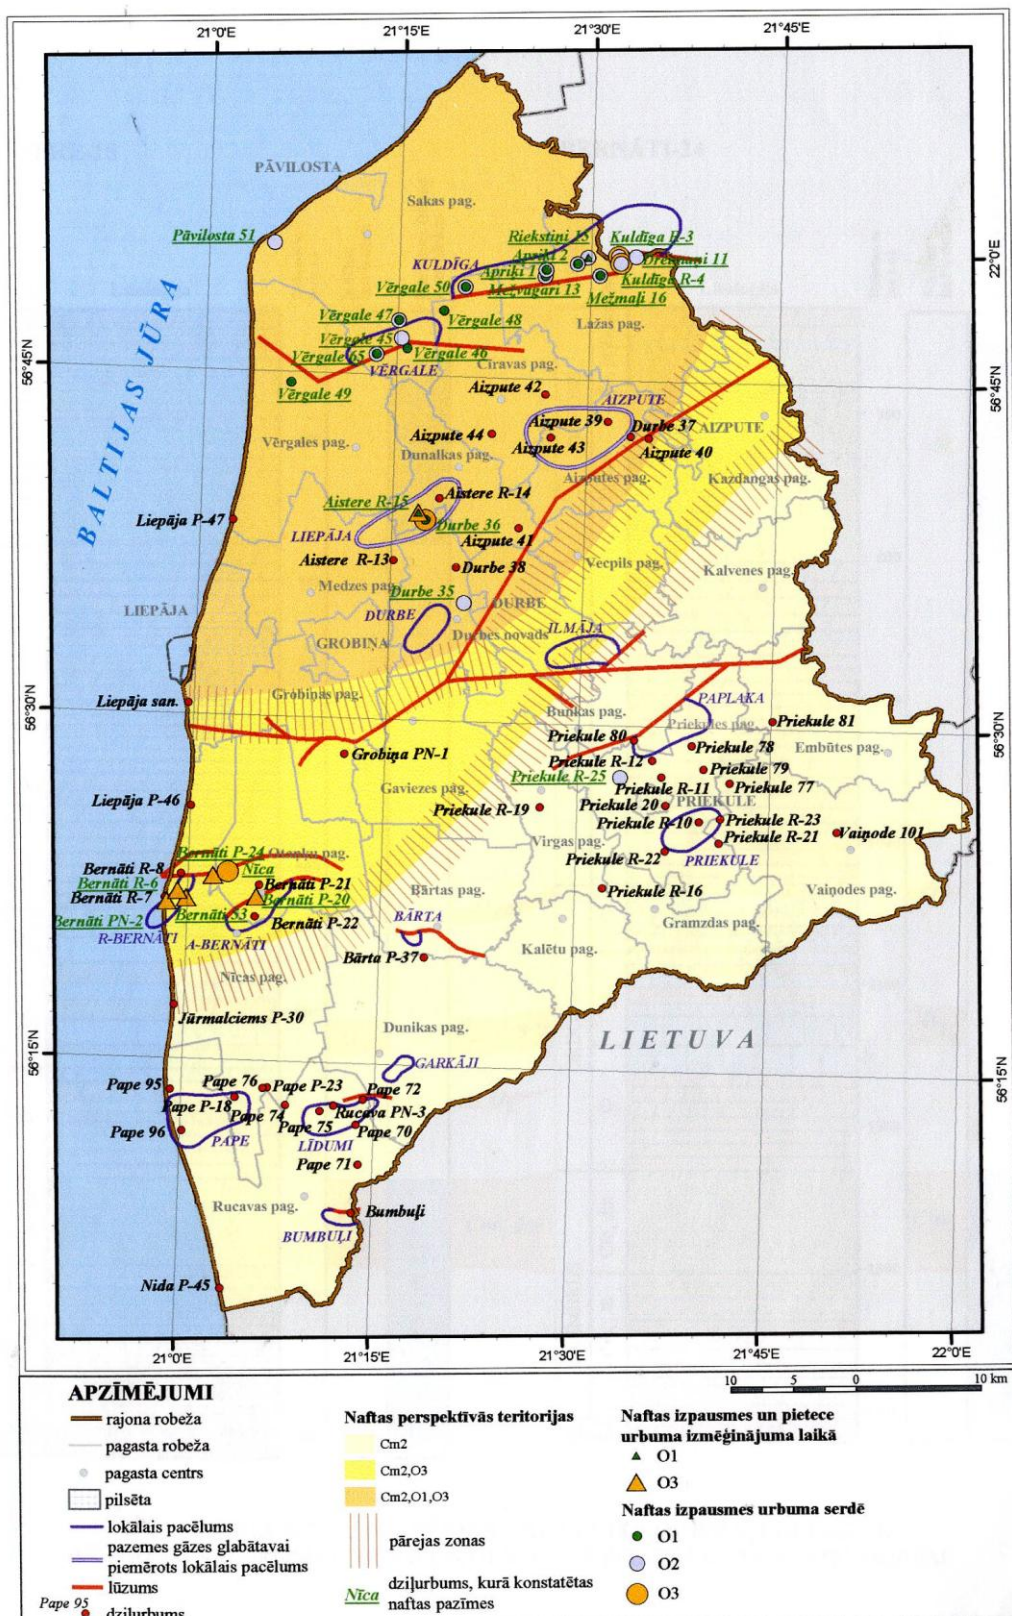 21°0'E
21°15'E
21°30'E
21°45'E
PĀVILOSTA
Sakas pag.
Pāvilosta 51
Riekstiņi 15
Kuldīga R-3
Apriķi 2
KULDĪGA
Apriķi 1
Kuldīga R-4
Vērgale 50
Mežvagari 13
Mežmaļi 16
22°0'E
Vērgale 47
Vērgale 48
Lažas pag.
Vērgale 45
Vērgale 65
Vērgale 46
56°45'N
VĒRGALE
Cīravas pag.
56°45'N
Vērgale 49
Aizpute 42
AIZPUTE
Aizpute 39
Durbe 37
AIZPUTE
Aizpute 44
Aizpute 43
Aizpute 40
Vērgales pag.
Dunalkas pag.
Aizputes pag.
Kazdangas pag.
BALTIJAS JŪRA
Aistere R-15
Aistere R-14
Liepāja P-47
Durbe 36
LIEPĀJA
Aizpute 41
Aistere R-13
Durbe 38
Vecpils pag.
Kalvenes pag.
Medzes pag.
Durbe 35
LIEPĀJA
DURBE
DURBE
ILMĀJA
GROBIŅA
Durbes novads
Liepāja san.
Grobiņas pag.
56°30'N
Bunkas pag.
PAPLAKA
Priekules pag.
Priekule 81
56°30'N
Priekule 80
Priekule 78
Embūtes pag.
Grobiņa PN-1
Priekule R-12
Priekule R-25
Priekule 79
Priekule R-11
Priekule 77
Gaviezes pag.
Liepāja P-46
Priekule R-19
Priekule 20
PRIEKULE
Priekule R-10
Priekule R-23
Vaiņode 101
Virgas pag.
Priekule R-21
Bernāti P-24
Otaņķu pag.
Priekule R-22
PRIEKULE
Bernāti R-8
Nīca
Bernāti R-6
Bernāti P-21
Bernāti R-7
Bernāti P-20
Bārtas pag.
Priekule R-16
Vaiņodes pag.
Bernāti PN-2
Bernāti 53
Bernāti P-22
BĀRTA
Gramzdas pag.
R-BERNĀTI
A-BERNĀTI
Kalētu pag.
Nīcas pag.
Bārta P-37
Jūrmalciems P-30
Dunikas pag.
LIETUVA
56°15'N
GARKĀJI
56°15'N
Pape 95
Pape 76
Pape P-23
Pape 72
Pape P-18
Pape 74
Rucava PN-3
Pape 96
PAPE
Pape 75
LĪDUMI
Pape 70
Pape 71
Rucavas pag.
Bumbuļi
BUMBUĻI
Nida P-45
21°0'E
21°15'E
21°30'E
21°45'E
22°0'E
APZĪMĒJUMI
rajona robeža
pagasta robeža
pagasta centrs
pilsēta
lokālais pacēlums
pazemes gāzes glabātavai
piemērots lokālais pacēlums
lūzums
Pape 95
dziļurbums
Naftas perspektīvās teritorijas
Cm2
Cm2,O3
Cm2,O1,O3
pārejas zonas
Nīca
dziļurbums, kurā konstatētas
naftas pazīmes
10 5 0 10 km
Naftas izpausmes un pietece
urbuma izmēģinājuma laikā
O1
O3
Naftas izpausmes urbuma serdē
O1
O2
O3